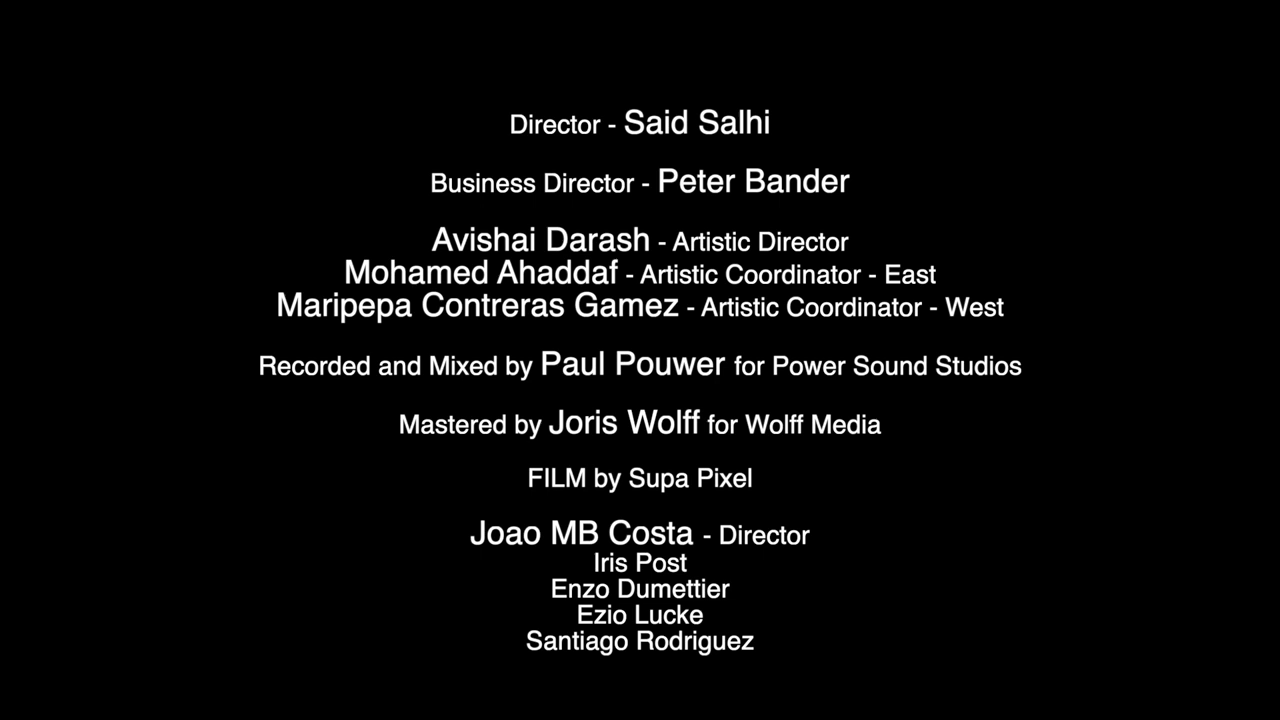 Director - Said Salhi
Business Director - Peter Bander
Avishai Darash - Artistic Director
Mohamed Ahaddaf - Artistic Coordinator - East
Maripepa Contreras Gamez - Artistic Coordinator - West
Recorded and Mixed by Paul Pouwer for Power Sound Studios
Mastered by Joris Wolff for Wolff Media
FILM by Supa Pixel
Joao MB Costa - Director
Iris Post
Enzo Dumettier
Ezio Lucke
Santiago Rodriguez